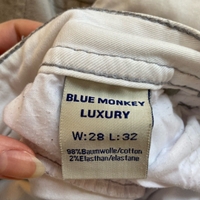 BLUE MONKEY
LUXURY
W:28 L:32
98%Baumwolle/cotton
2%Elasthan/elastane